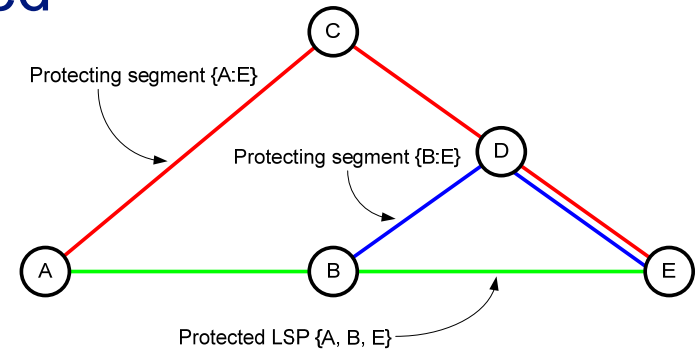 C
Protecting segment {A:E}
Protecting segment {B:E}
D
A
B
E
Protected LSP {A, B, E}